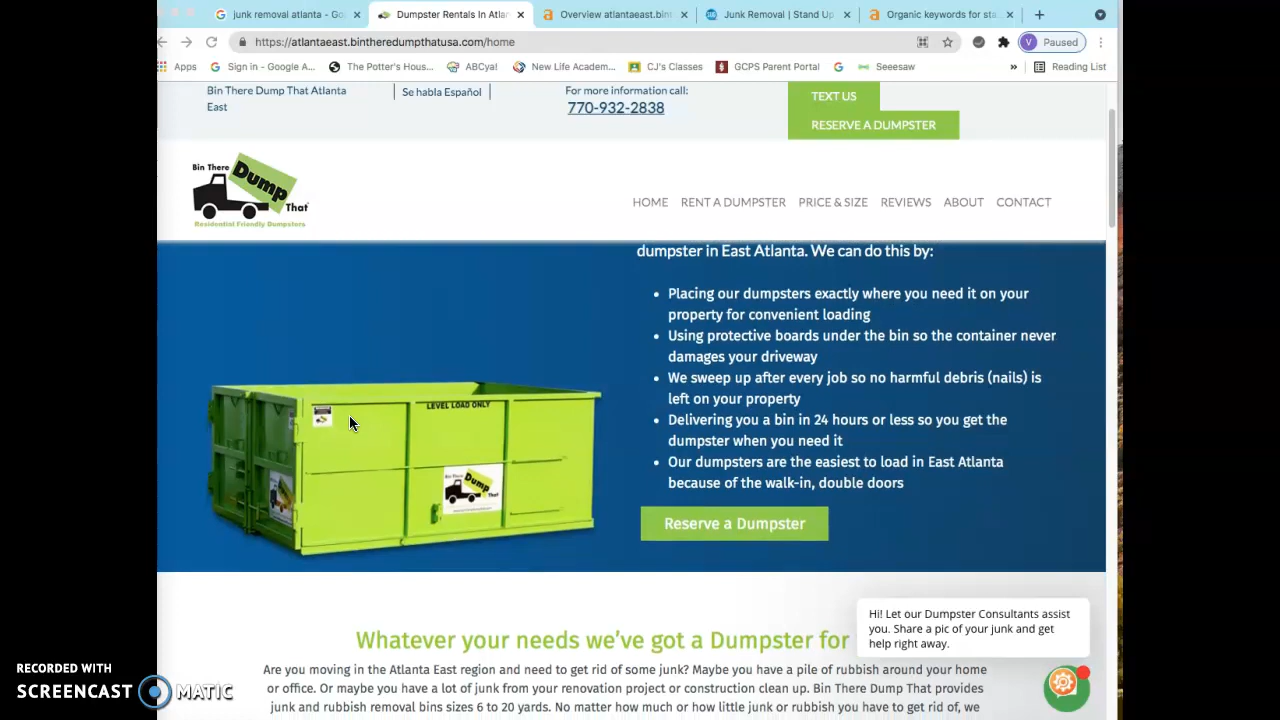 junk removal atlanta - Go
Dumpster Rentals In Atlan
Overview atlantaeast.bint
Junk Removal | Stand Up
Organic keywords for sta
https://atlantaeast.bintheredumpthatusa.com/home
V Paused
Apps
Sign in - Google A...
The Potter's Hous...
ABCya!
New Life Academ...
CJ's Classes
GCPS Parent Portal
Seeesaw
»
Reading List
Bin There Dump That Atlanta
East
Se habla Español
For more information call:
770-932-2838
TEXT US
RESERVE A DUMPSTER
Bin There
Dump
That
Residential Friendly Dumpsters
HOME RENT A DUMPSTER PRICE & SIZE REVIEWS ABOUT CONTACT
dumpster in East Atlanta. We can do this by:
• Placing our dumpsters exactly where you need it on your
property for convenient loading
• Using protective boards under the bin so the container never
damages your driveway
• We sweep up after every job so no harmful debris (nails) is
left on your property
• Delivering you a bin in 24 hours or less so you get the
dumpster when you need it
• Our dumpsters are the easiest to load in East Atlanta
because of the walk-in, double doors
Reserve a Dumpster
LEVEL LOAD ONLY
Bin There
Dump
That
Whatever your needs we've got a Dumpster for
Are you moving in the Atlanta East region and need to get rid of some junk? Maybe you have a pile of rubbish around your home
or office. Or maybe you have a lot of junk from your renovation project or construction clean up. Bin There Dump That provides
junk and rubbish removal bins sizes 6 to 20 yards. No matter how much or how little junk or rubbish you have to get rid of, we
Hi! Let our Dumpster Consultants assist
you. Share a pic of your junk and get
help right away.
RECORDED WITH
SCREENCAST MATIC